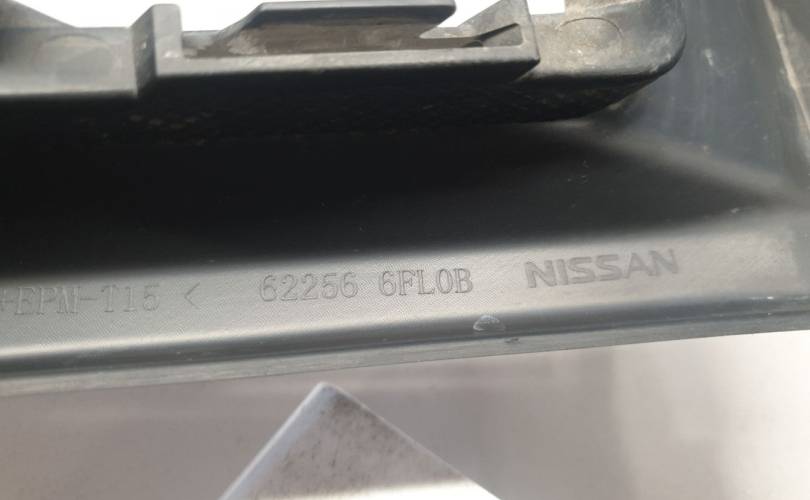 +EPM-T15 < 62256 6FL0B NISSAN